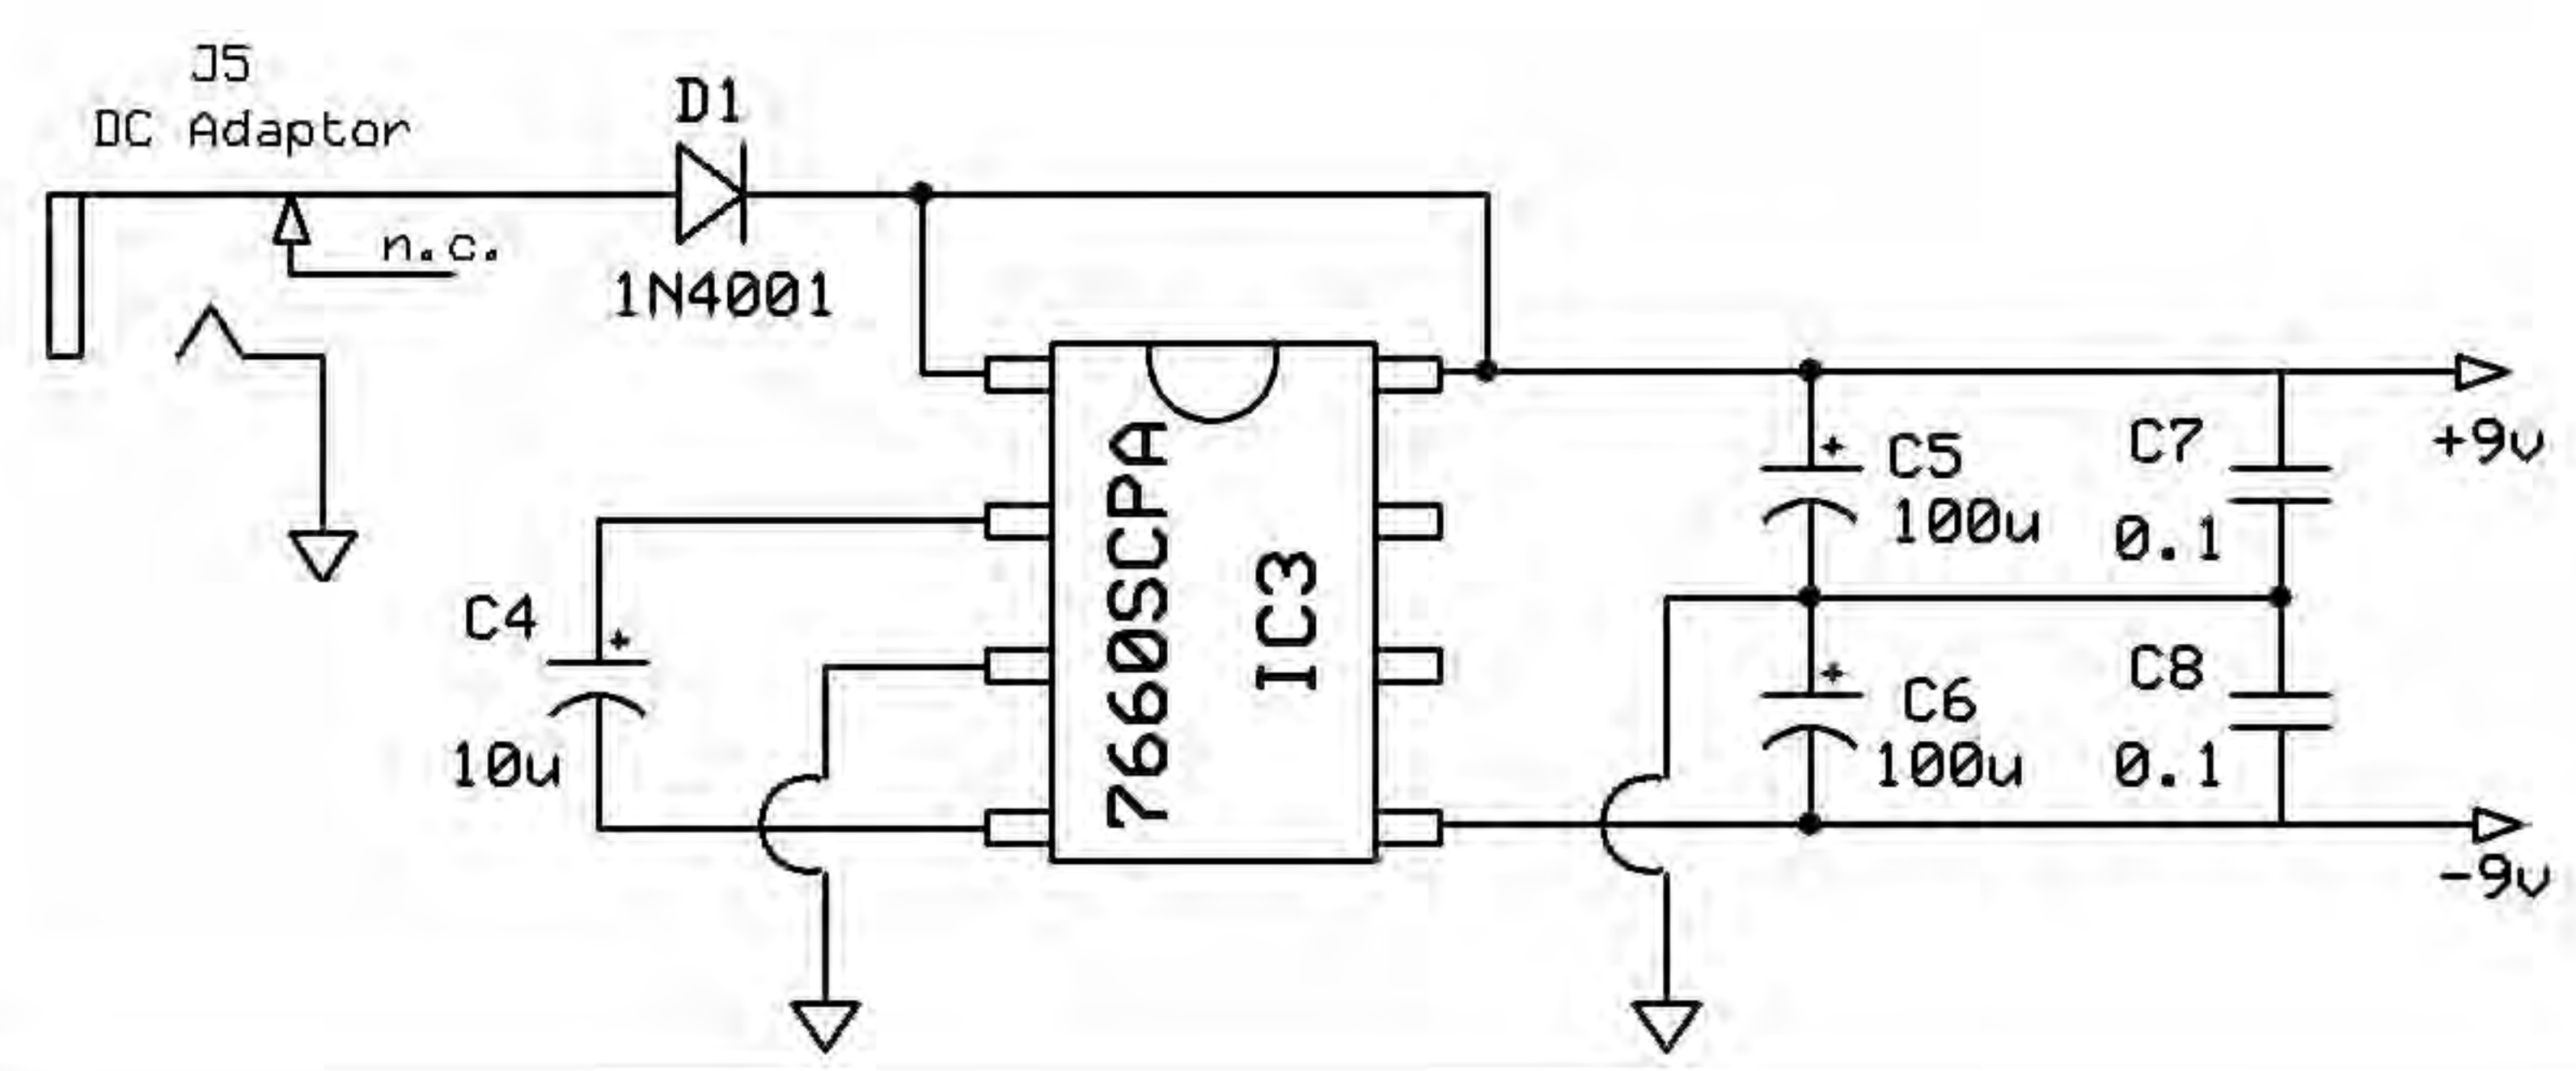 J5
DC Adaptor
n.c.
D1
1N4001
C4
+
10u
7660SCPA
IC3
+
C5
100u
C7
0.1
+9v
+
C6
100u
C8
0.1
-9v